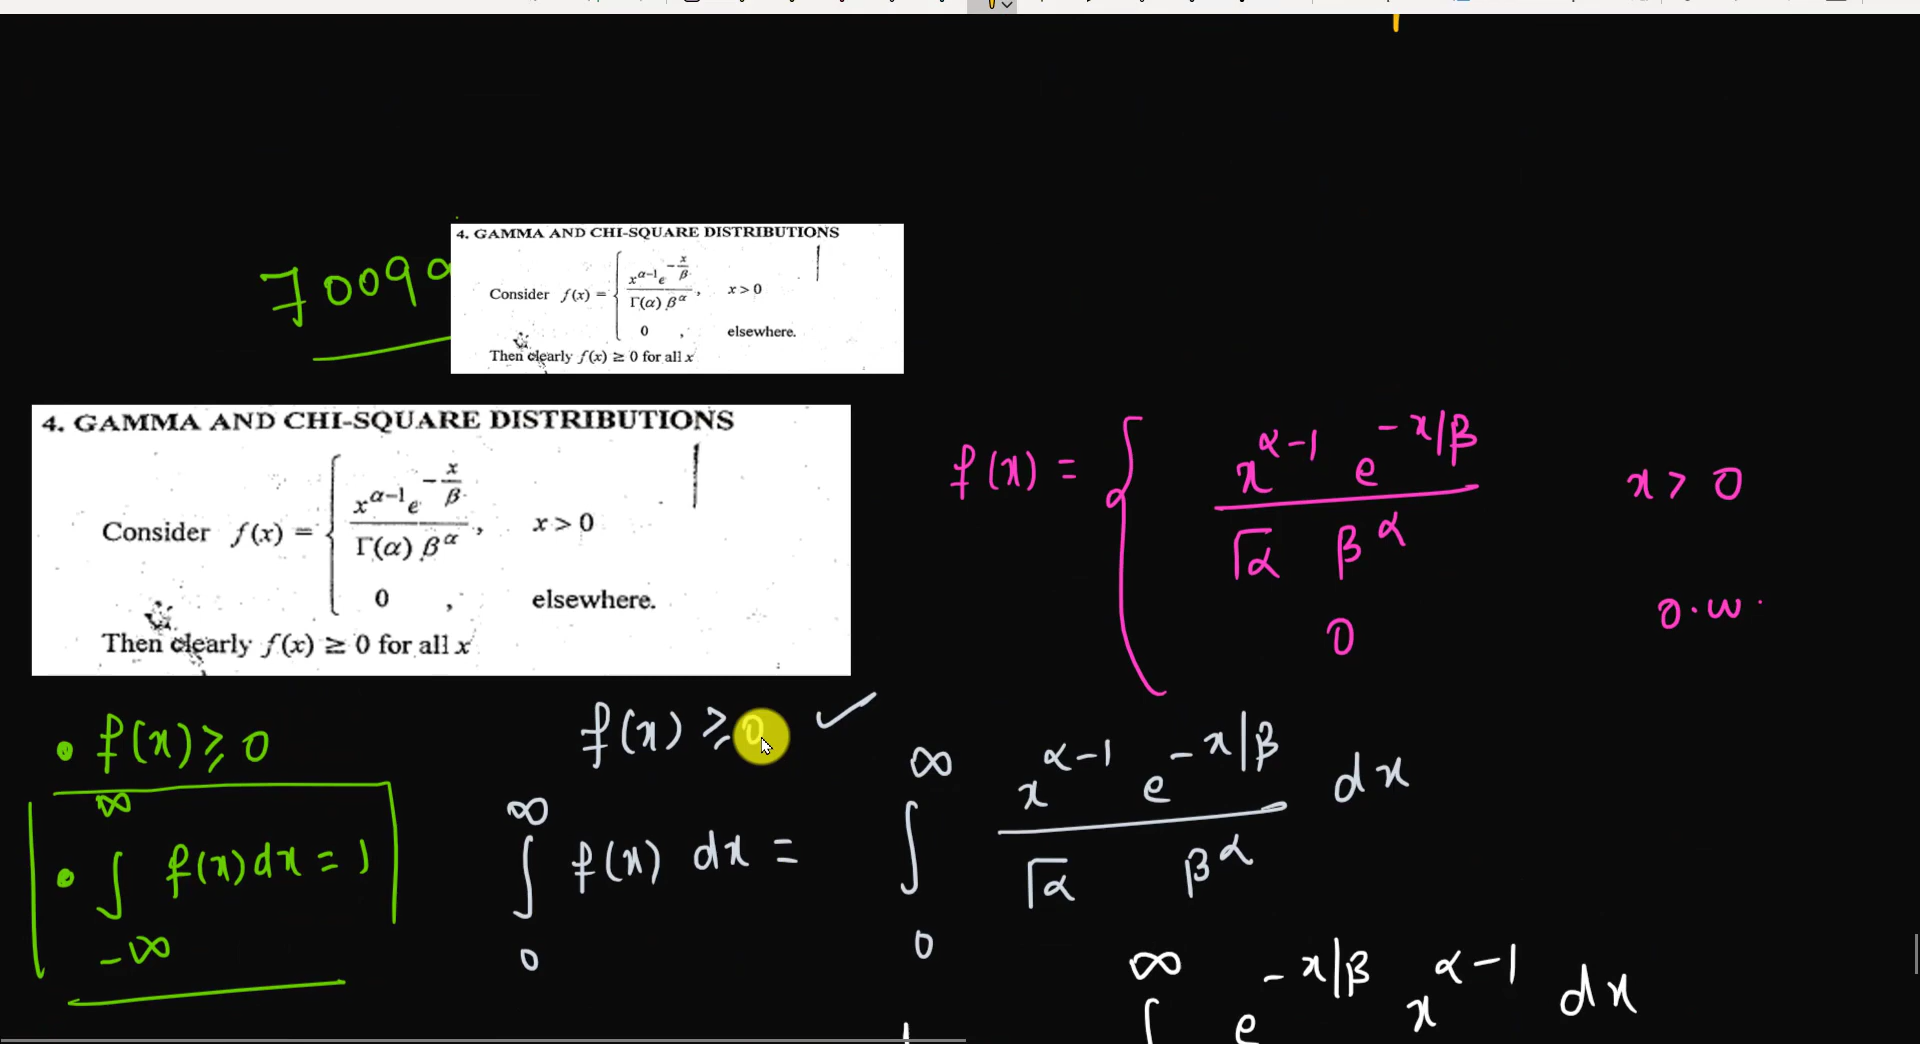 7009
4. GAMMA AND CHI-SQUARE DISTRIBUTIONS
Consider f(x) = { x^{α−1} e^{−x/β} / Γ(α) β^α , x > 0
0 , elsewhere.
Then clearly f(x) ≥ 0 for all x
4. GAMMA AND CHI-SQUARE DISTRIBUTIONS
Consider f(x) = { x^{α−1} e^{−x/β} / Γ(α) β^α , x > 0
0 , elsewhere.
Then clearly f(x) ≥ 0 for all x
f(x) = { x^{α−1} e^{−x/β} / Γα β^α x > 0
0 o.w.
• f(x) ≥ 0
• ∫_{−∞}^{∞} f(x) dx = 1
f(x) ≥ 0 ✓
∫_0^∞ f(x) dx = ∫_0^∞ x^{α−1} e^{−x/β} / Γα β^α dx
∫^∞ e^{−x/β} x^{α−1} dx